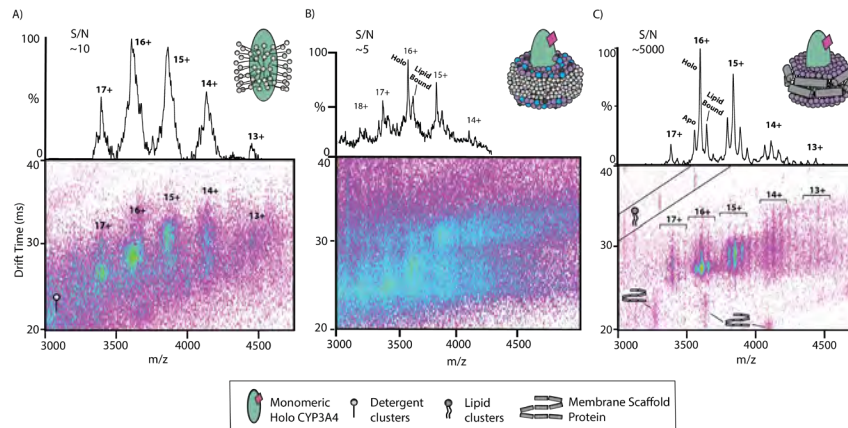 A)
S/N
~10
100
%
0
17+
16+
15+
14+
13+
40
Drift Time (ms)
30
20
17+
16+
15+
14+
13+
3000
3500
4000
4500
m/z
B)
S/N
~5
100
%
0
18+
17+
16+
Holo
Lipid
Bound
15+
14+
40
30
20
3000
3500
4000
4500
m/z
C)
S/N
~5000
100
%
0
17+
16+
Holo
Apo
Lipid
Bound
15+
14+
13+
40
30
20
17+
16+
15+
14+
13+
3000
3500
4000
4500
m/z
Monomeric
Holo CYP3A4
Detergent
clusters
Lipid
clusters
Membrane Scaffold
Protein